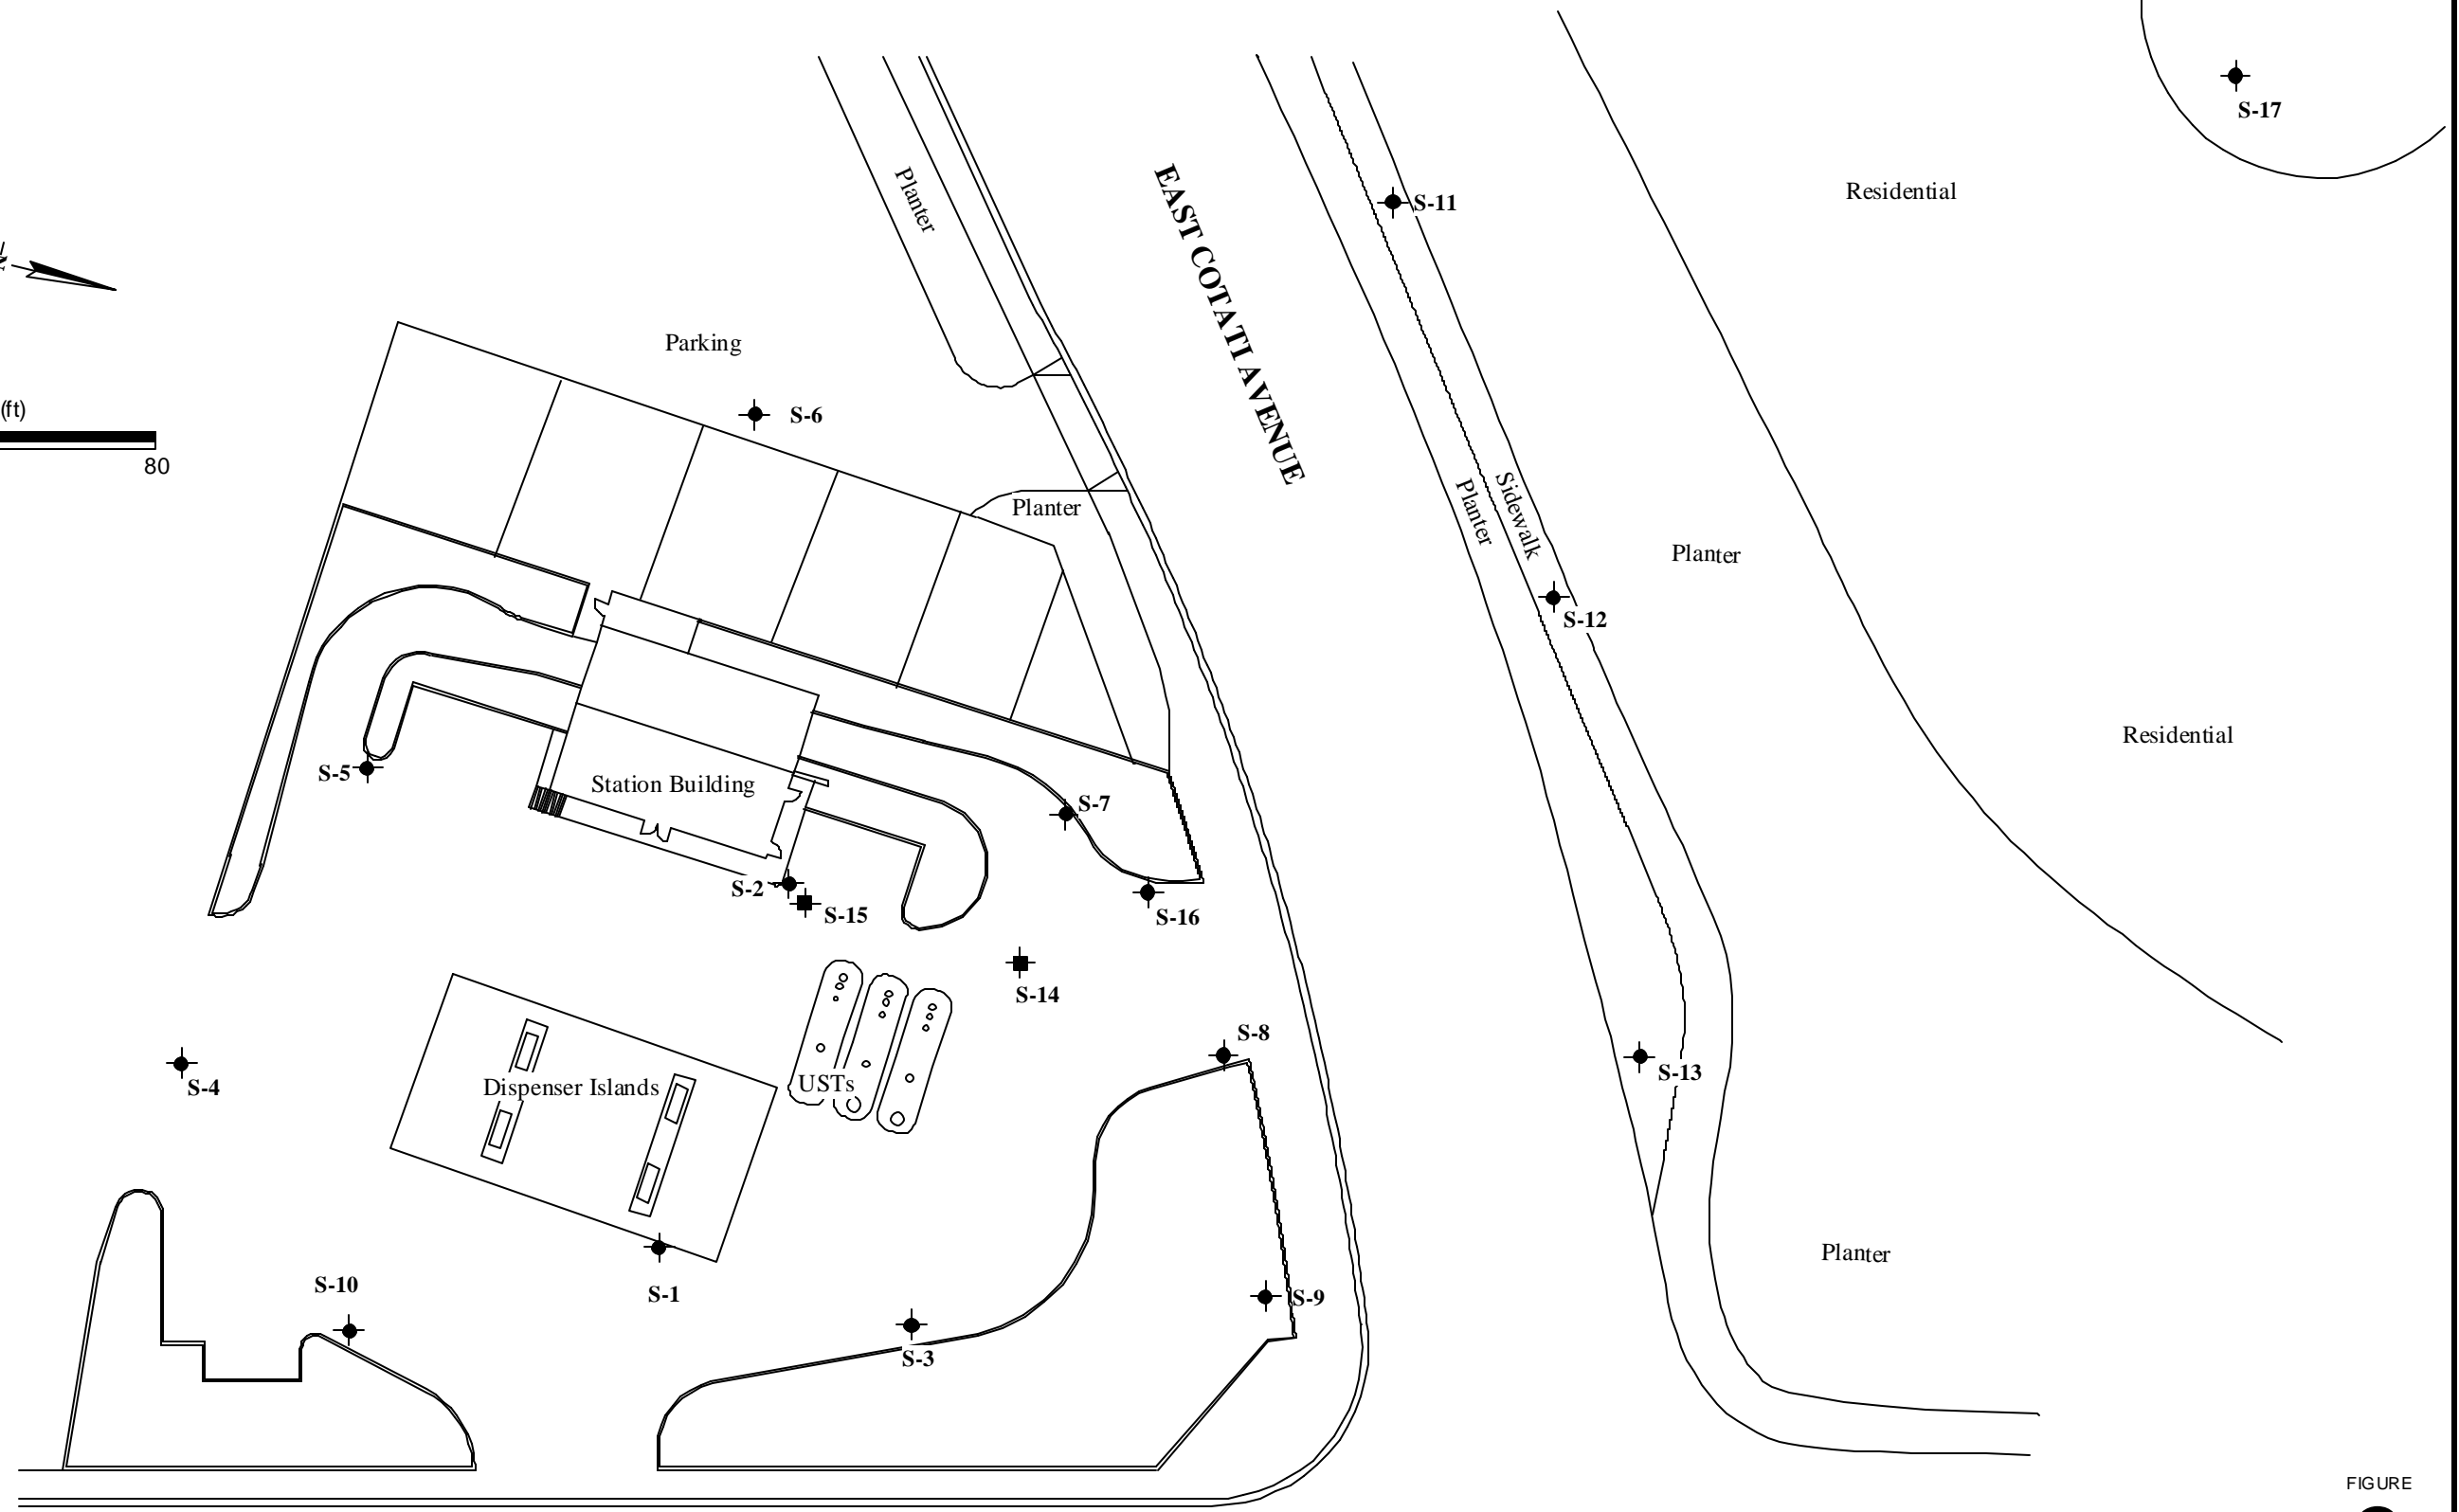 S-17
Planter
EAST COTATI AVENUE
Residential
S-11
Parking
(ft)
80
S-6
Planter
Planter
Sidewalk
Planter
S-12
Residential
S-5
Station Building
S-7
S-2
S-15
S-16
S-14
S-8
S-4
Dispenser Islands
USTs
S-13
Planter
S-10
S-1
S-9
S-3
FIGURE